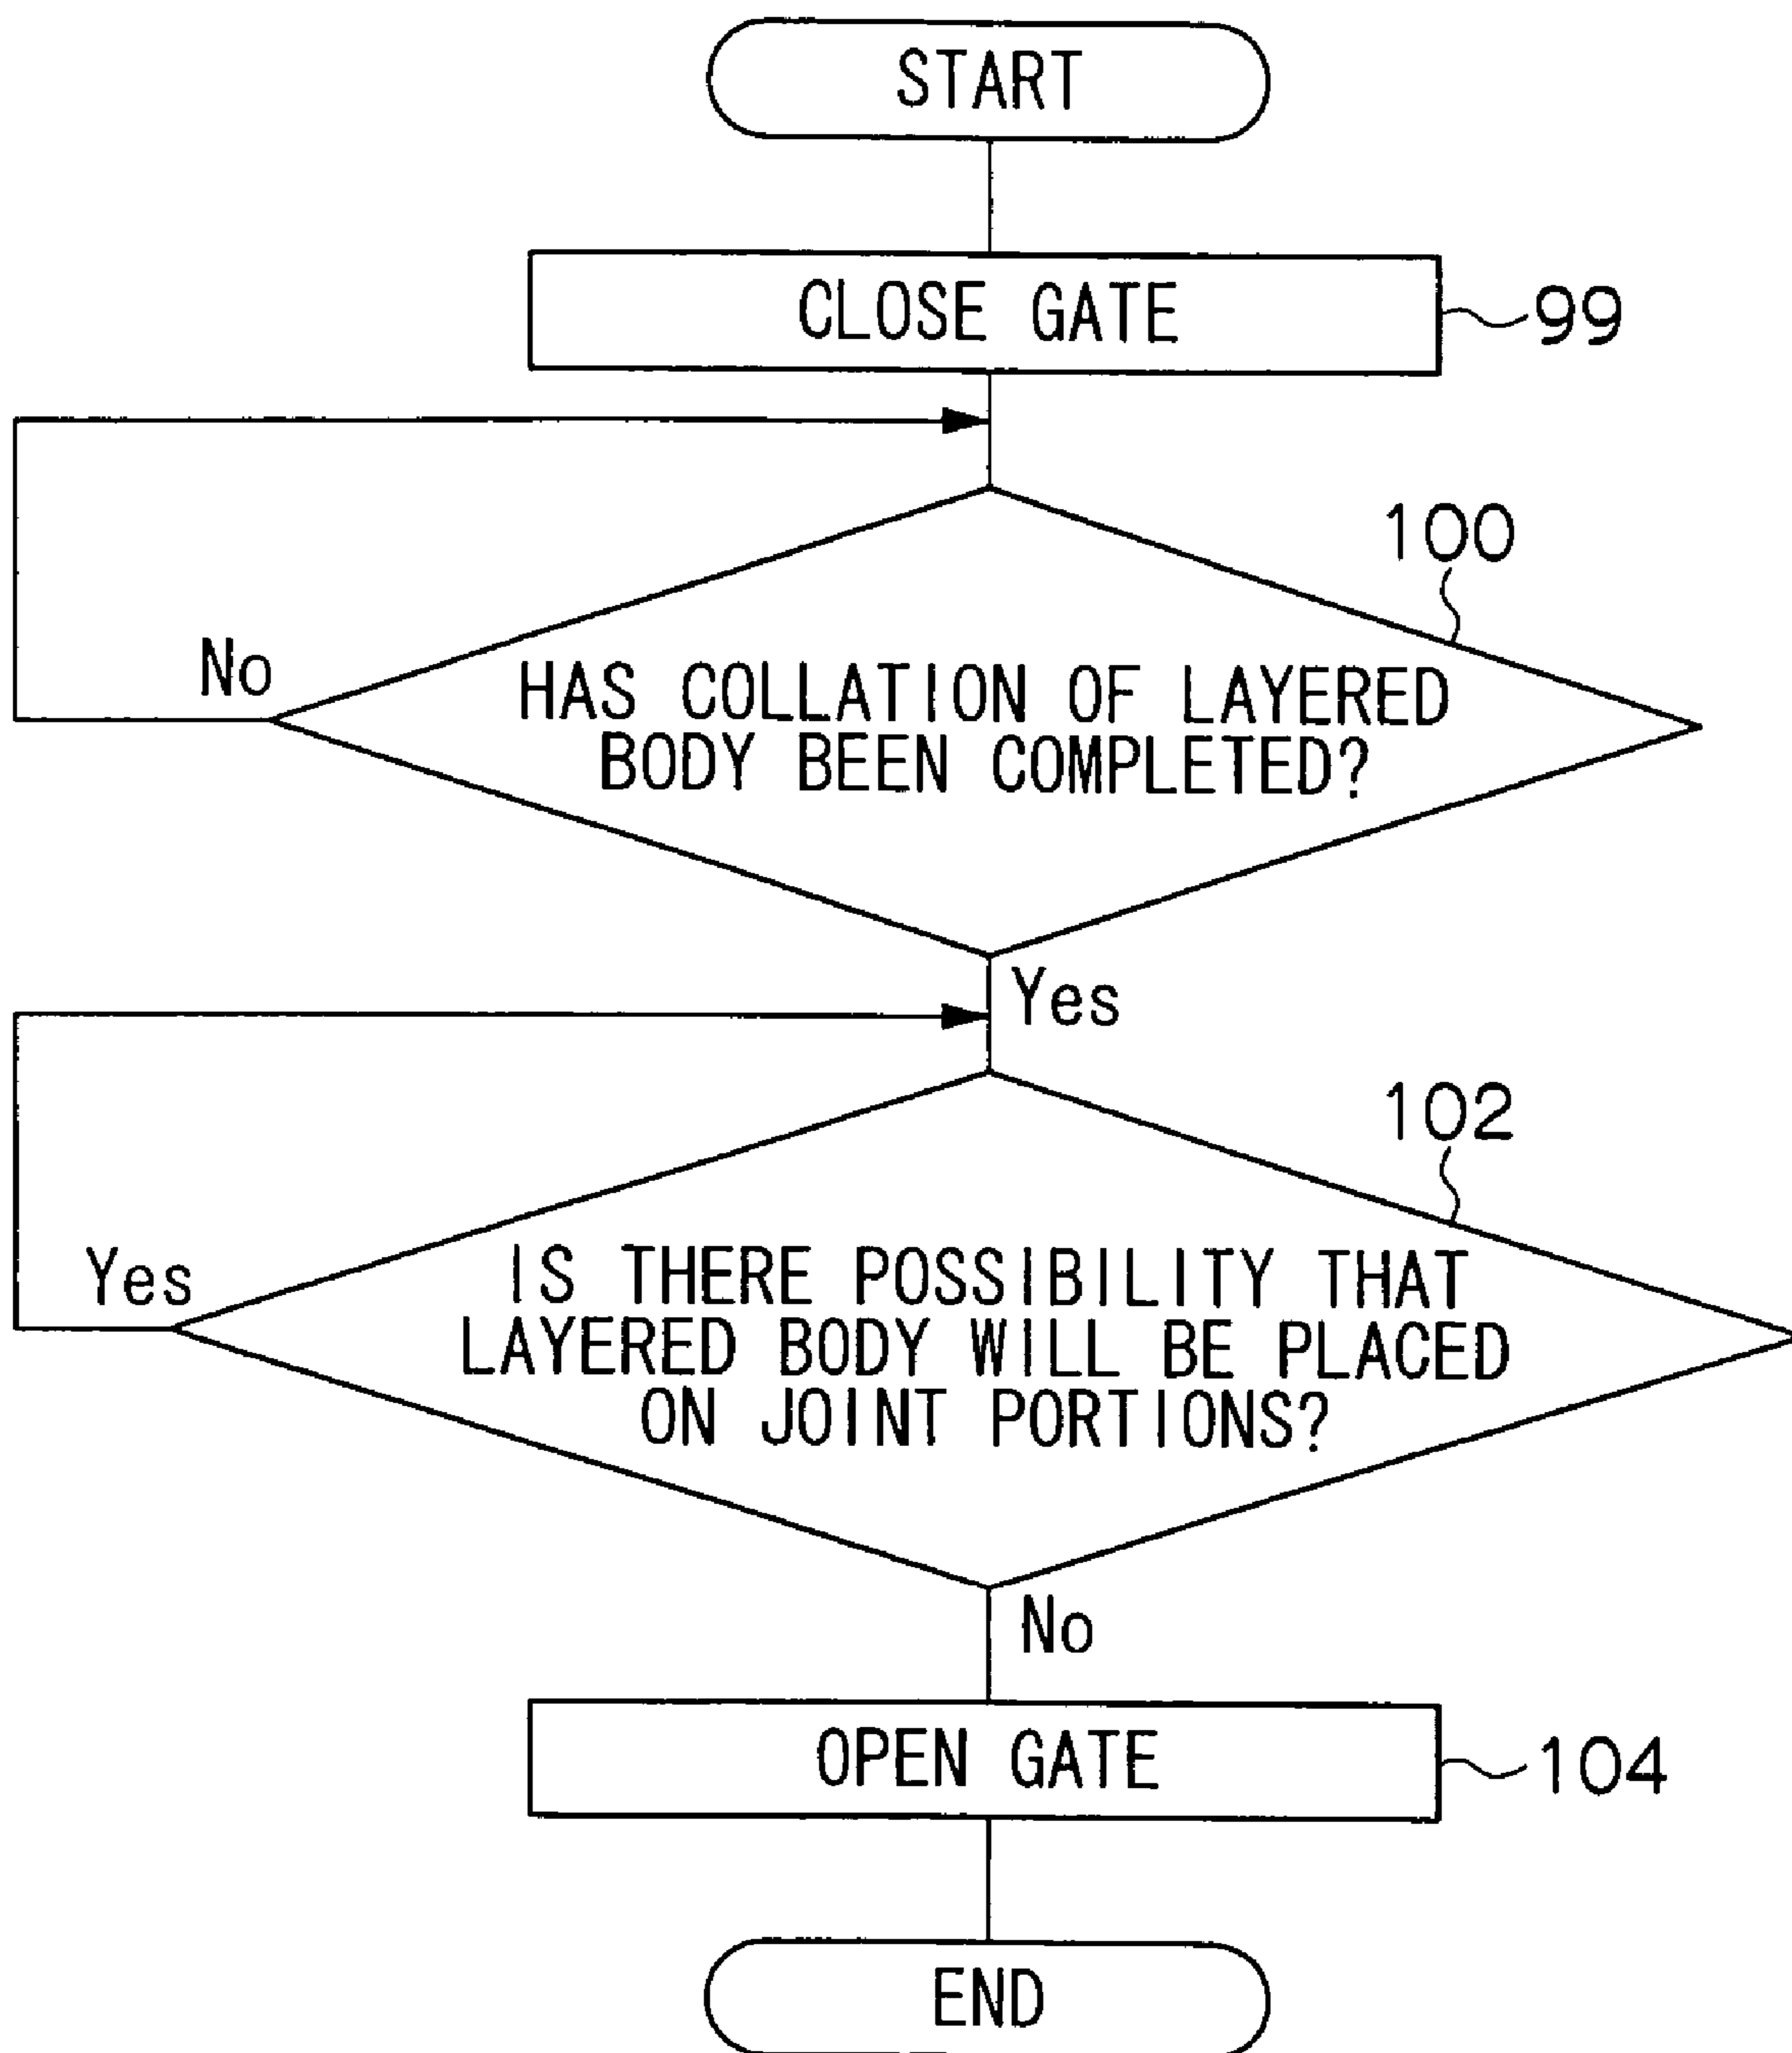 START
CLOSE GATE
99
100
No
HAS COLLATION OF LAYERED
BODY BEEN COMPLETED?
Yes
102
Yes
IS THERE POSSIBILITY THAT
LAYERED BODY WILL BE PLACED
ON JOINT PORTIONS?
No
OPEN GATE
104
END